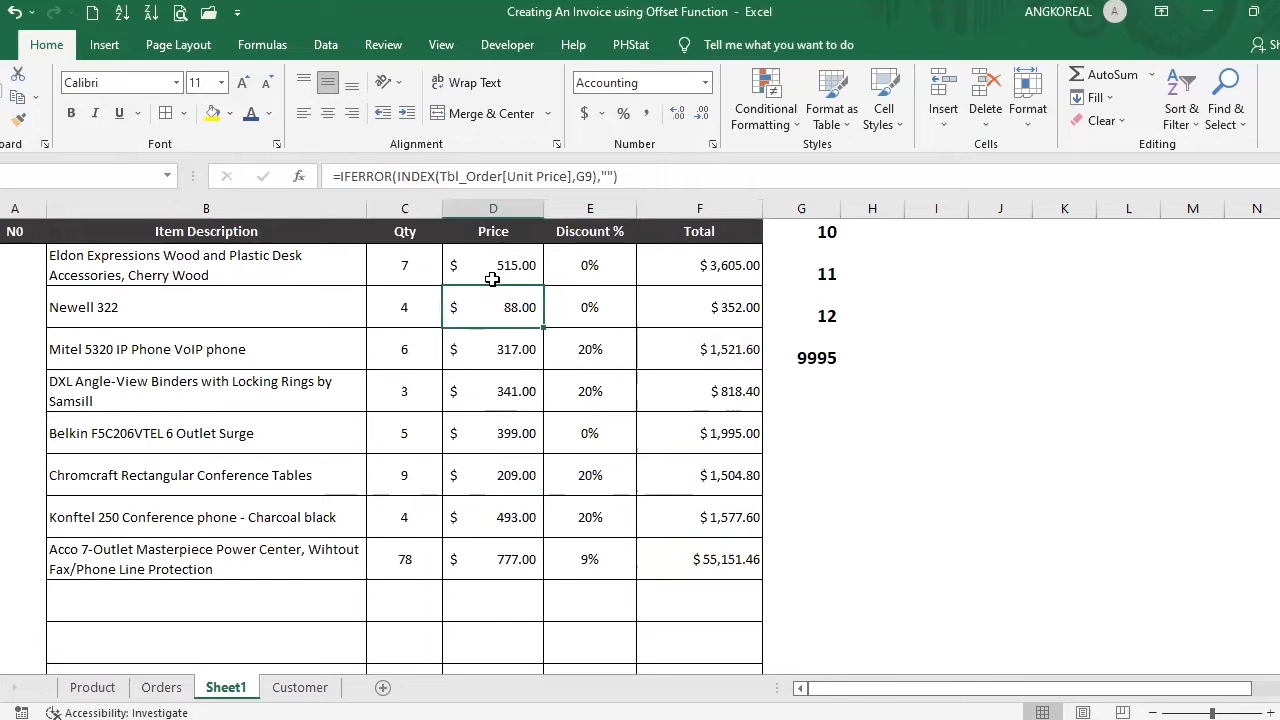 Creating An Invoice using Offset Function - Excel
ANGKOREAL A
Home Insert Page Layout Formulas Data Review View Developer Help PHStat Tell me what you want to do
Calibri 11 Wrap Text Accounting AutoSum
B I U A Merge & Center $ % , Conditional Formatting Format as Table Cell Styles Insert Delete Format Fill Sort & Filter Find & Select
Clear
Font Alignment Number Styles Cells Editing
fx =IFERROR(INDEX(Tbl_Order[Unit Price],G9),"")
A B C D E F G H I J K L M N
N0 Item Description Qty Price Discount % Total 10
Eldon Expressions Wood and Plastic Desk
Accessories, Cherry Wood 7 $ 515.00 0% $ 3,605.00 11
Newell 322 4 $ 88.00 0% $ 352.00 12
Mitel 5320 IP Phone VoIP phone 6 $ 317.00 20% $ 1,521.60 9995
DXL Angle-View Binders with Locking Rings by
Samsill 3 $ 341.00 20% $ 818.40
Belkin F5C206VTEL 6 Outlet Surge 5 $ 399.00 0% $ 1,995.00
Chromcraft Rectangular Conference Tables 9 $ 209.00 20% $ 1,504.80
Konftel 250 Conference phone - Charcoal black 4 $ 493.00 20% $ 1,577.60
Acco 7-Outlet Masterpiece Power Center, Wihtout
Fax/Phone Line Protection 78 $ 777.00 9% $ 55,151.46
Product Orders Sheet1 Customer
Accessibility: Investigate